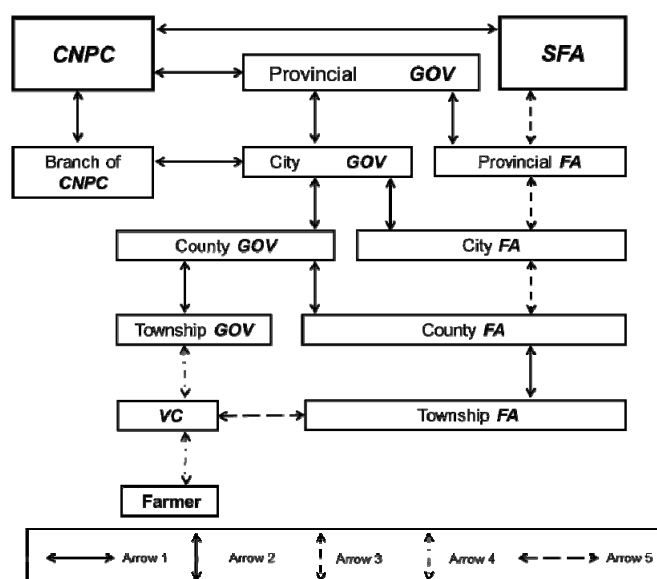 CNPC
SFA
Provincial GOV
Branch of
CNPC
City GOV
Provincial FA
County GOV
City FA
Township GOV
County FA
VC
Township FA
Farmer
Arrow 1
Arrow 2
Arrow 3
Arrow 4
Arrow 5